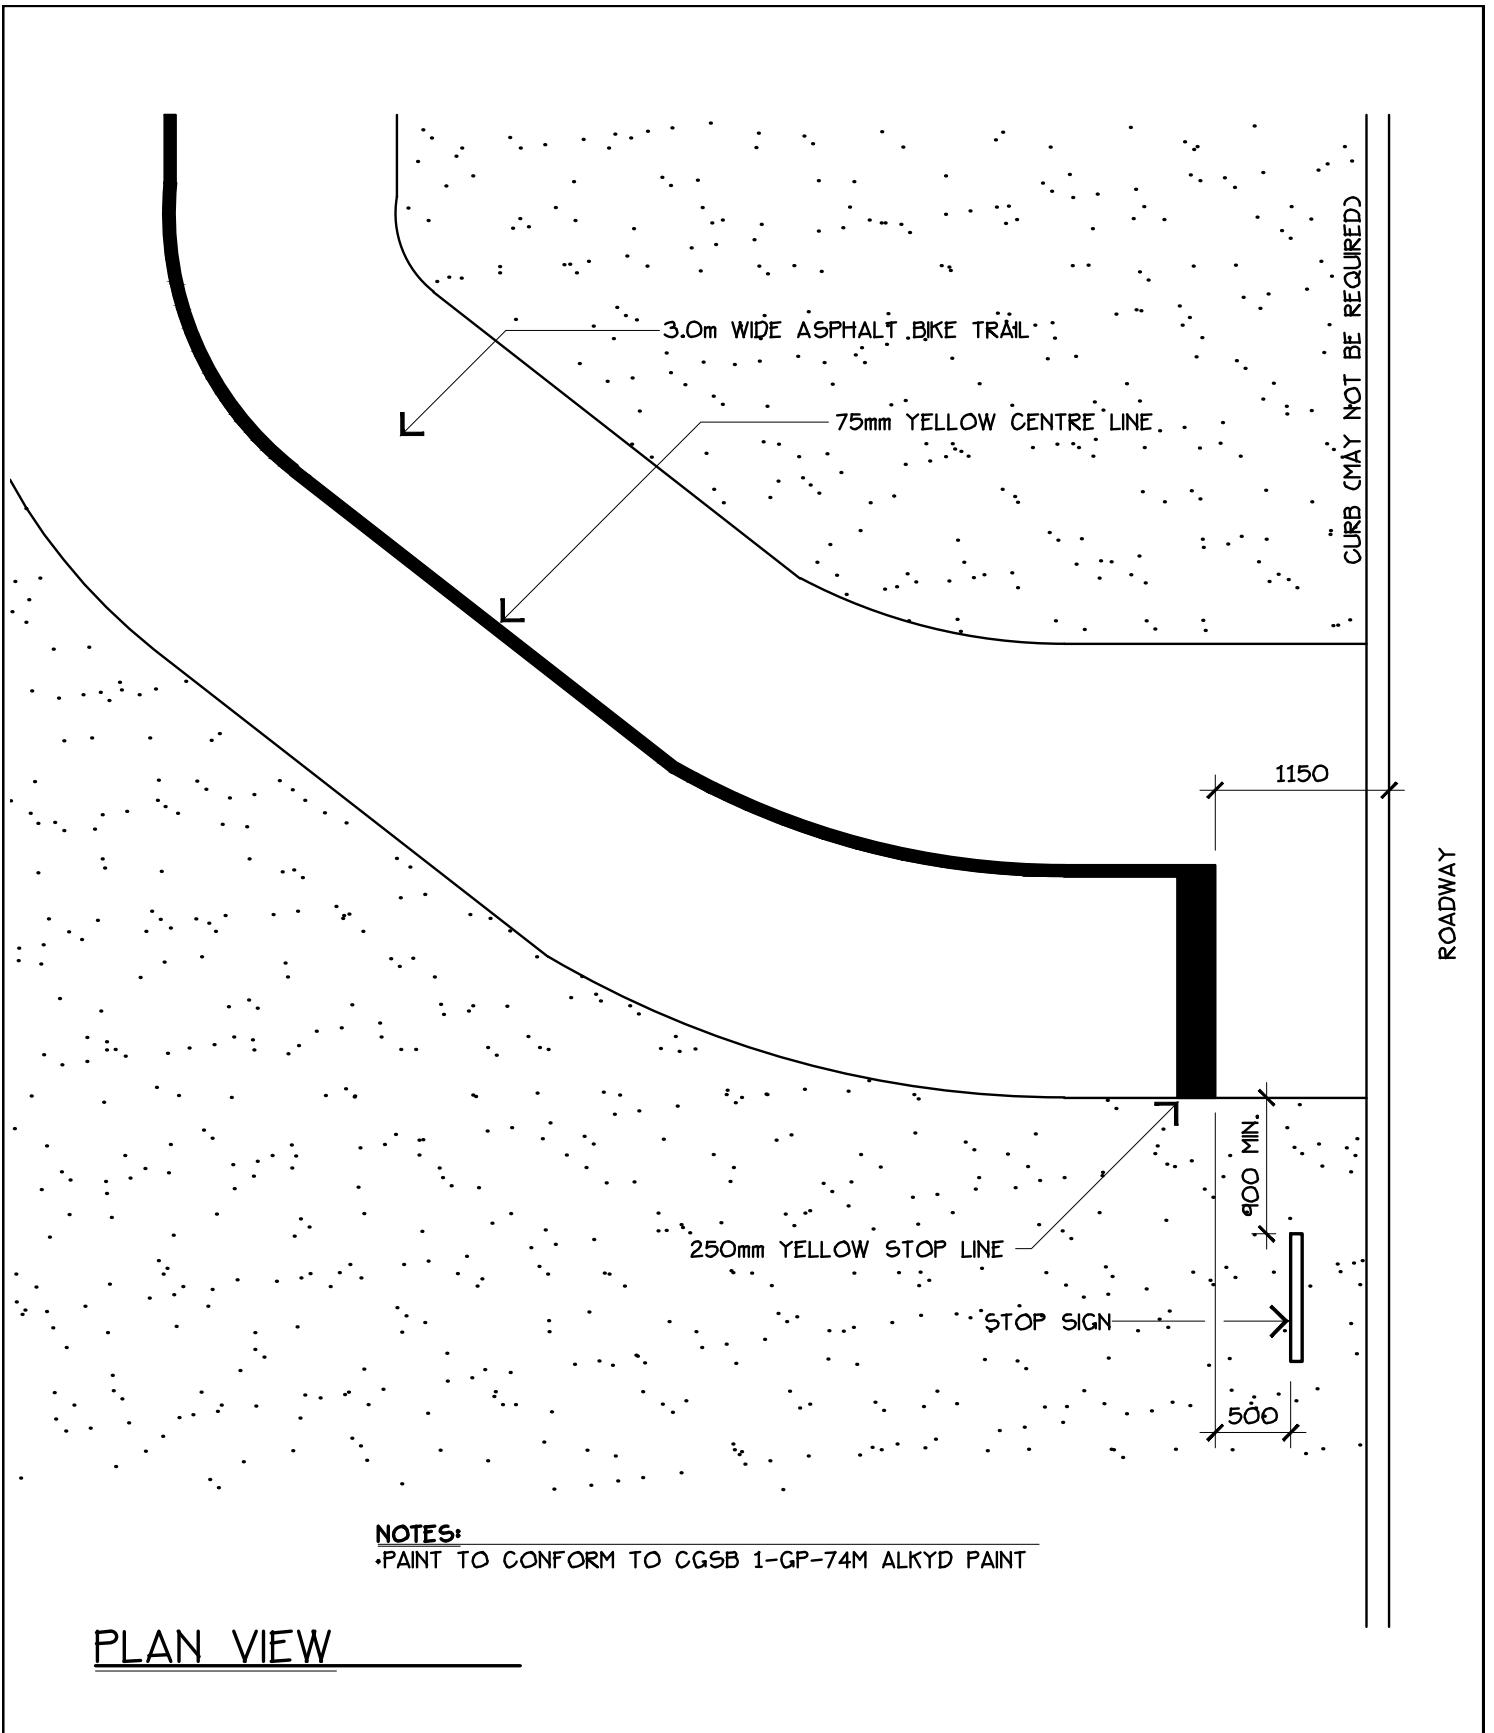 3.0m WIDE ASPHALT BIKE TRAIL
75mm YELLOW CENTRE LINE
CURB (MAY NOT BE REQUIRED)
1150
ROADWAY
900 MIN.
250mm YELLOW STOP LINE
STOP SIGN
500
NOTES:
•PAINT TO CONFORM TO CGSB 1-GP-74M ALKYD PAINT
PLAN VIEW